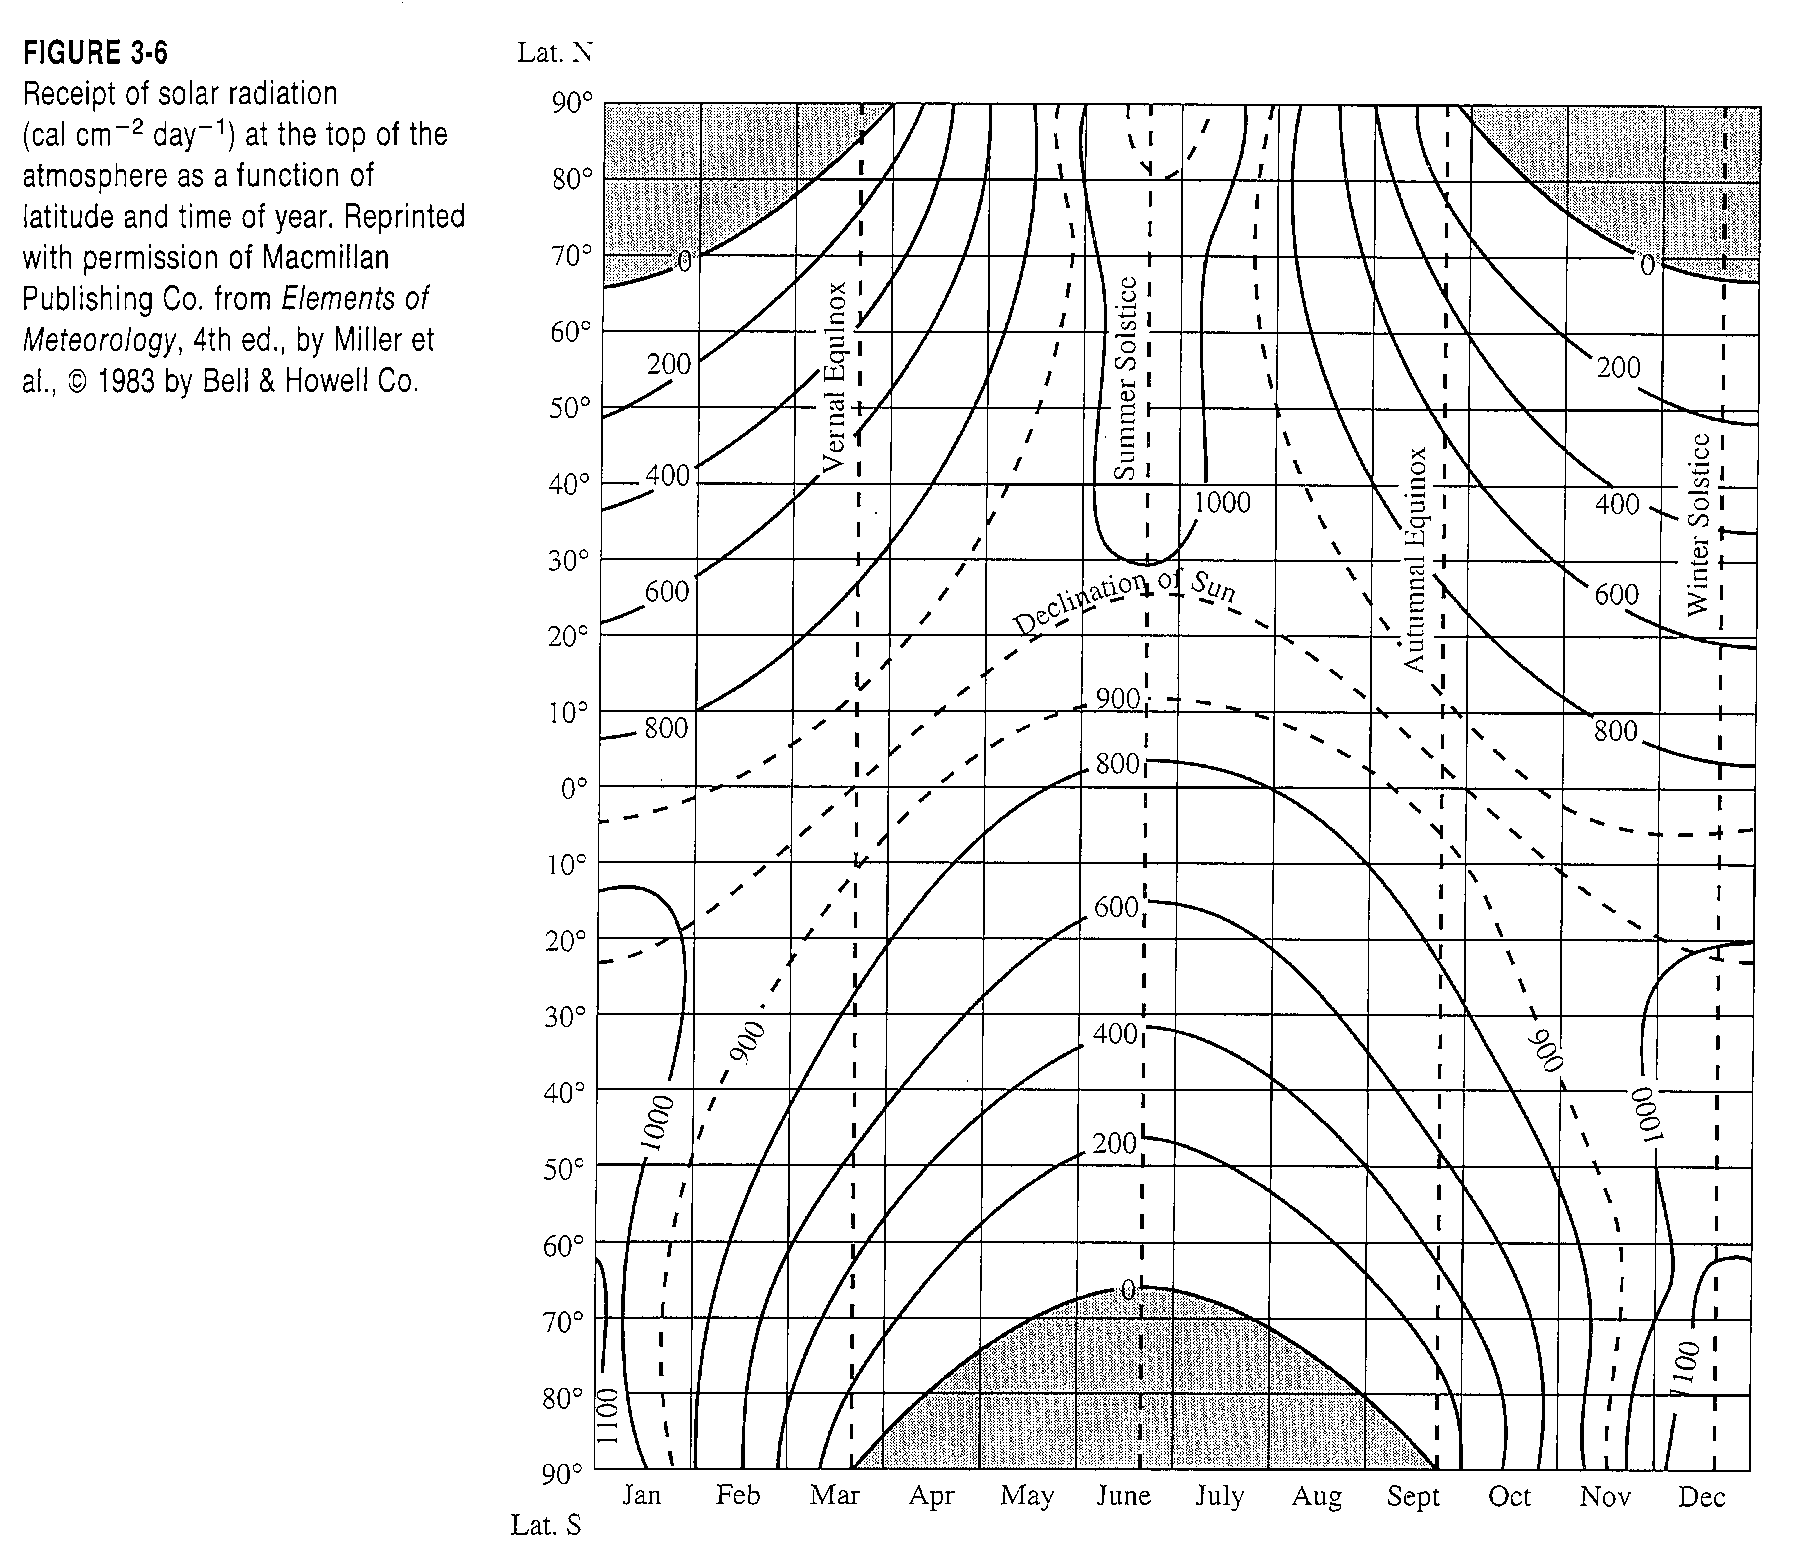 FIGURE 3-6
Receipt of solar radiation
(cal cm−2 day−1) at the top of the
atmosphere as a function of
latitude and time of year. Reprinted
with permission of Macmillan
Publishing Co. from Elements of
Meteorology, 4th ed., by Miller et
al., © 1983 by Bell & Howell Co.
Lat. N
90°
80°
70°
60°
50°
40°
30°
20°
10°
0°
10°
20°
30°
40°
50°
60°
70°
80°
90°
0
200
400
600
800
Vernal Equinox
Summer Solstice
1000
Declination of Sun
Autumnal Equinox
Winter Solstice
0
200
400
600
800
900
800
600
400
200
0
900
1000
1100
900
1000
1100
Jan Feb Mar Apr May June July Aug Sept Oct Nov Dec
Lat. S